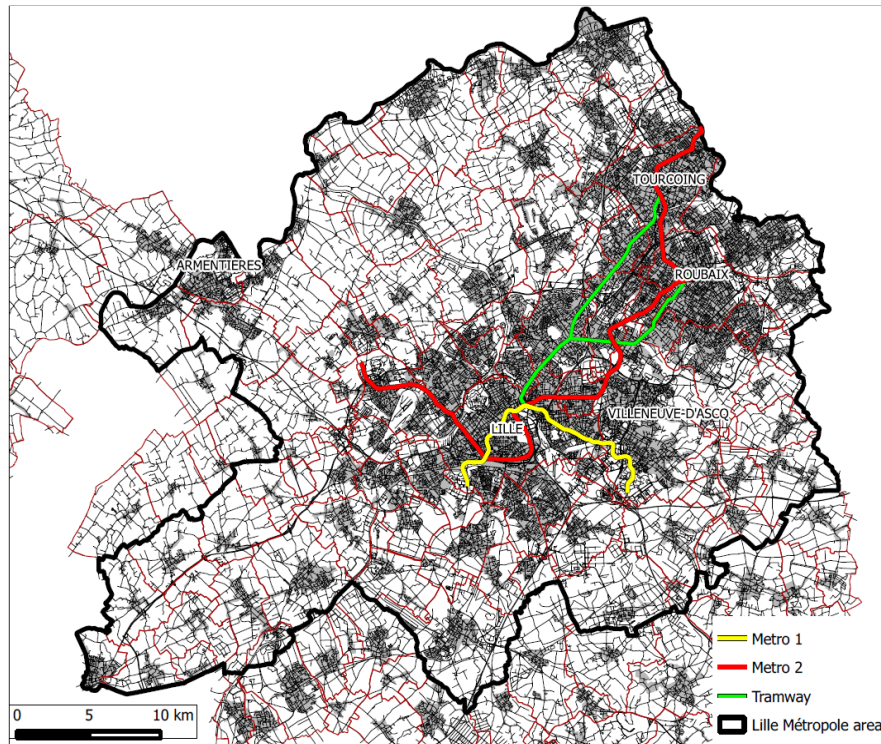 TOURCOING
ARMENTIERES
ROUBAIX
VILLENEUVE-D'ASCQ
LILLE
Metro 1
Metro 2
Tramway
Lille Métropole area
0 5 10 km